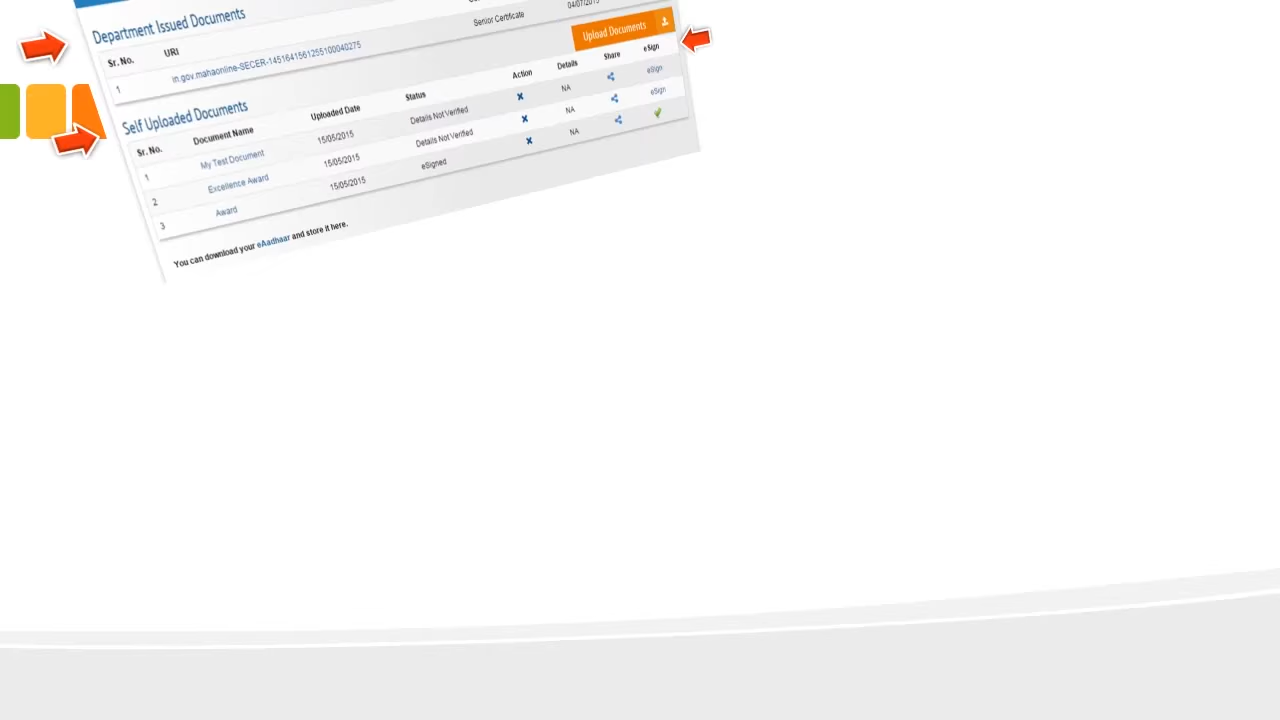 Department Issued Documents
Sr. No. URI
Senior Certificate 04/07/2015
1 in.gov.mahaonline-SECER-1451641561255100040275
Upload Documents
Self Uploaded Documents
Sr. No. Document Name Uploaded Date Status Action Details Share eSign
1 My Test Document 15/05/2015 Details Not Verified NA eSign
2 Excellence Award 15/05/2015 Details Not Verified NA eSign
3 Award 15/05/2015 eSigned NA
You can download your eAadhaar and store it here.